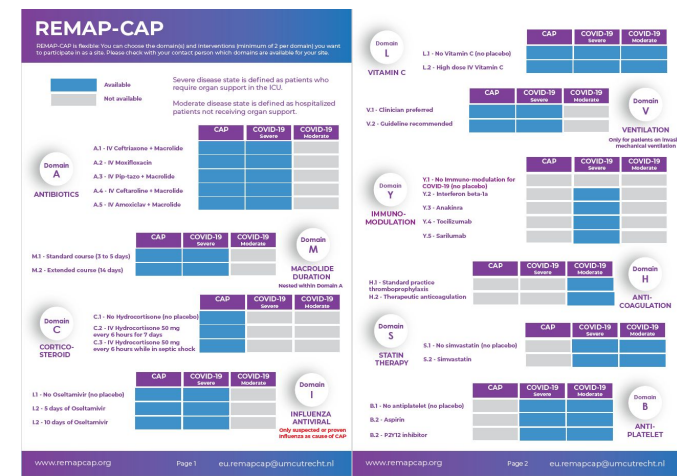 REMAP-CAP
REMAP-CAP is flexible: You can choose the domain(s) and interventions (minimum of 2 per domain) you want
to participate in as a site. Please check with your contact person which domains are available for your site.
Available
Not available
Severe disease state is defined as patients who
require organ support in the ICU.
Moderate disease state is defined as hospitalized
patients not receiving organ support.
CAP
COVID-19
Severe
COVID-19
Moderate
Domain
A
ANTIBIOTICS
A.1 - IV Ceftriaxone + Macrolide
A.2 - IV Moxifloxacin
A.3 - IV Pip-tazo + Macrolide
A.4 - IV Ceftaroline + Macrolide
A.5 - IV Amoxiclav + Macrolide
CAP
COVID-19
Severe
COVID-19
Moderate
M.1 - Standard course (3 to 5 days)
M.2 - Extended course (14 days)
Domain
M
MACROLIDE
DURATION
Nested within Domain A
CAP
COVID-19
Severe
COVID-19
Moderate
Domain
C
CORTICO-
STEROID
C.1 - No Hydrocortisone (no placebo)
C.2 - IV Hydrocortisone 50 mg
every 6 hours for 7 days
C.3 - IV Hydrocortisone 50 mg
every 6 hours while in septic shock
CAP
COVID-19
Severe
COVID-19
Moderate
I.1 - No Oseltamivir (no placebo)
I.2 - 5 days of Oseltamivir
I.2 - 10 days of Oseltamivir
Domain
I
INFLUENZA
ANTIVIRAL
Only suspected or proven
influenza as cause of CAP
www.remapcap.org
Page 1
eu.remapcap@umcutrecht.nl
Domain
L
VITAMIN C
CAP
COVID-19
Severe
COVID-19
Moderate
L.1 - No Vitamin C (no placebo)
L.2 - High dose IV Vitamin C
CAP
COVID-19
Severe
COVID-19
Moderate
V.1 - Clinician preferred
V.2 - Guideline recommended
Domain
V
VENTILATION
Only for patients on invasi
mechanical ventilation
CAP
COVID-19
Severe
COVID-19
Moderate
Domain
Y
IMMUNO-
MODULATION
Y.1 - No Immuno-modulation for
COVID-19 (no placebo)
Y.2 - Interferon beta-1a
Y.3 - Anakinra
Y.4 - Tocilizumab
Y.5 - Sarilumab
CAP
COVID-19
Severe
COVID-19
Moderate
H.1 - Standard practice
thromboprophylaxis
H.2 - Therapeutic anticoagulation
Domain
H
ANTI-
COAGULATION
CAP
COVID-19
Severe
COVID-19
Moderate
Domain
S
STATIN
THERAPY
S.1 - No simvastatin (no placebo)
S.2 - Simvastatin
CAP
COVID-19
Severe
COVID-19
Moderate
B.1 - No antiplatelet (no placebo)
B.2 - Aspirin
B.2 - P2Y12 inhibitor
Domain
B
ANTI-
PLATELET
www.remapcap.org
Page 2
eu.remapcap@umcutrecht.nl